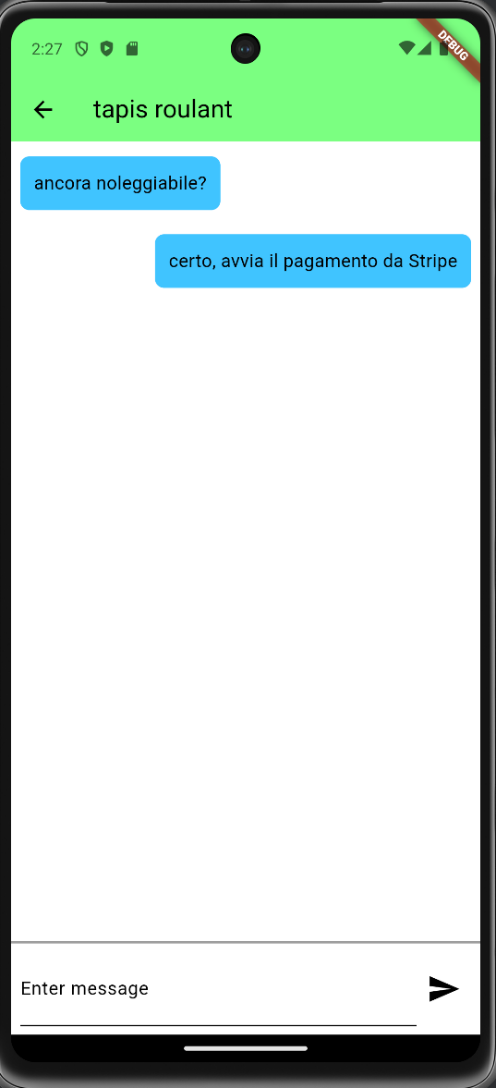 2:27
DEBUG
tapis roulant
ancora noleggiabile?
certo, avvia il pagamento da Stripe
Enter message